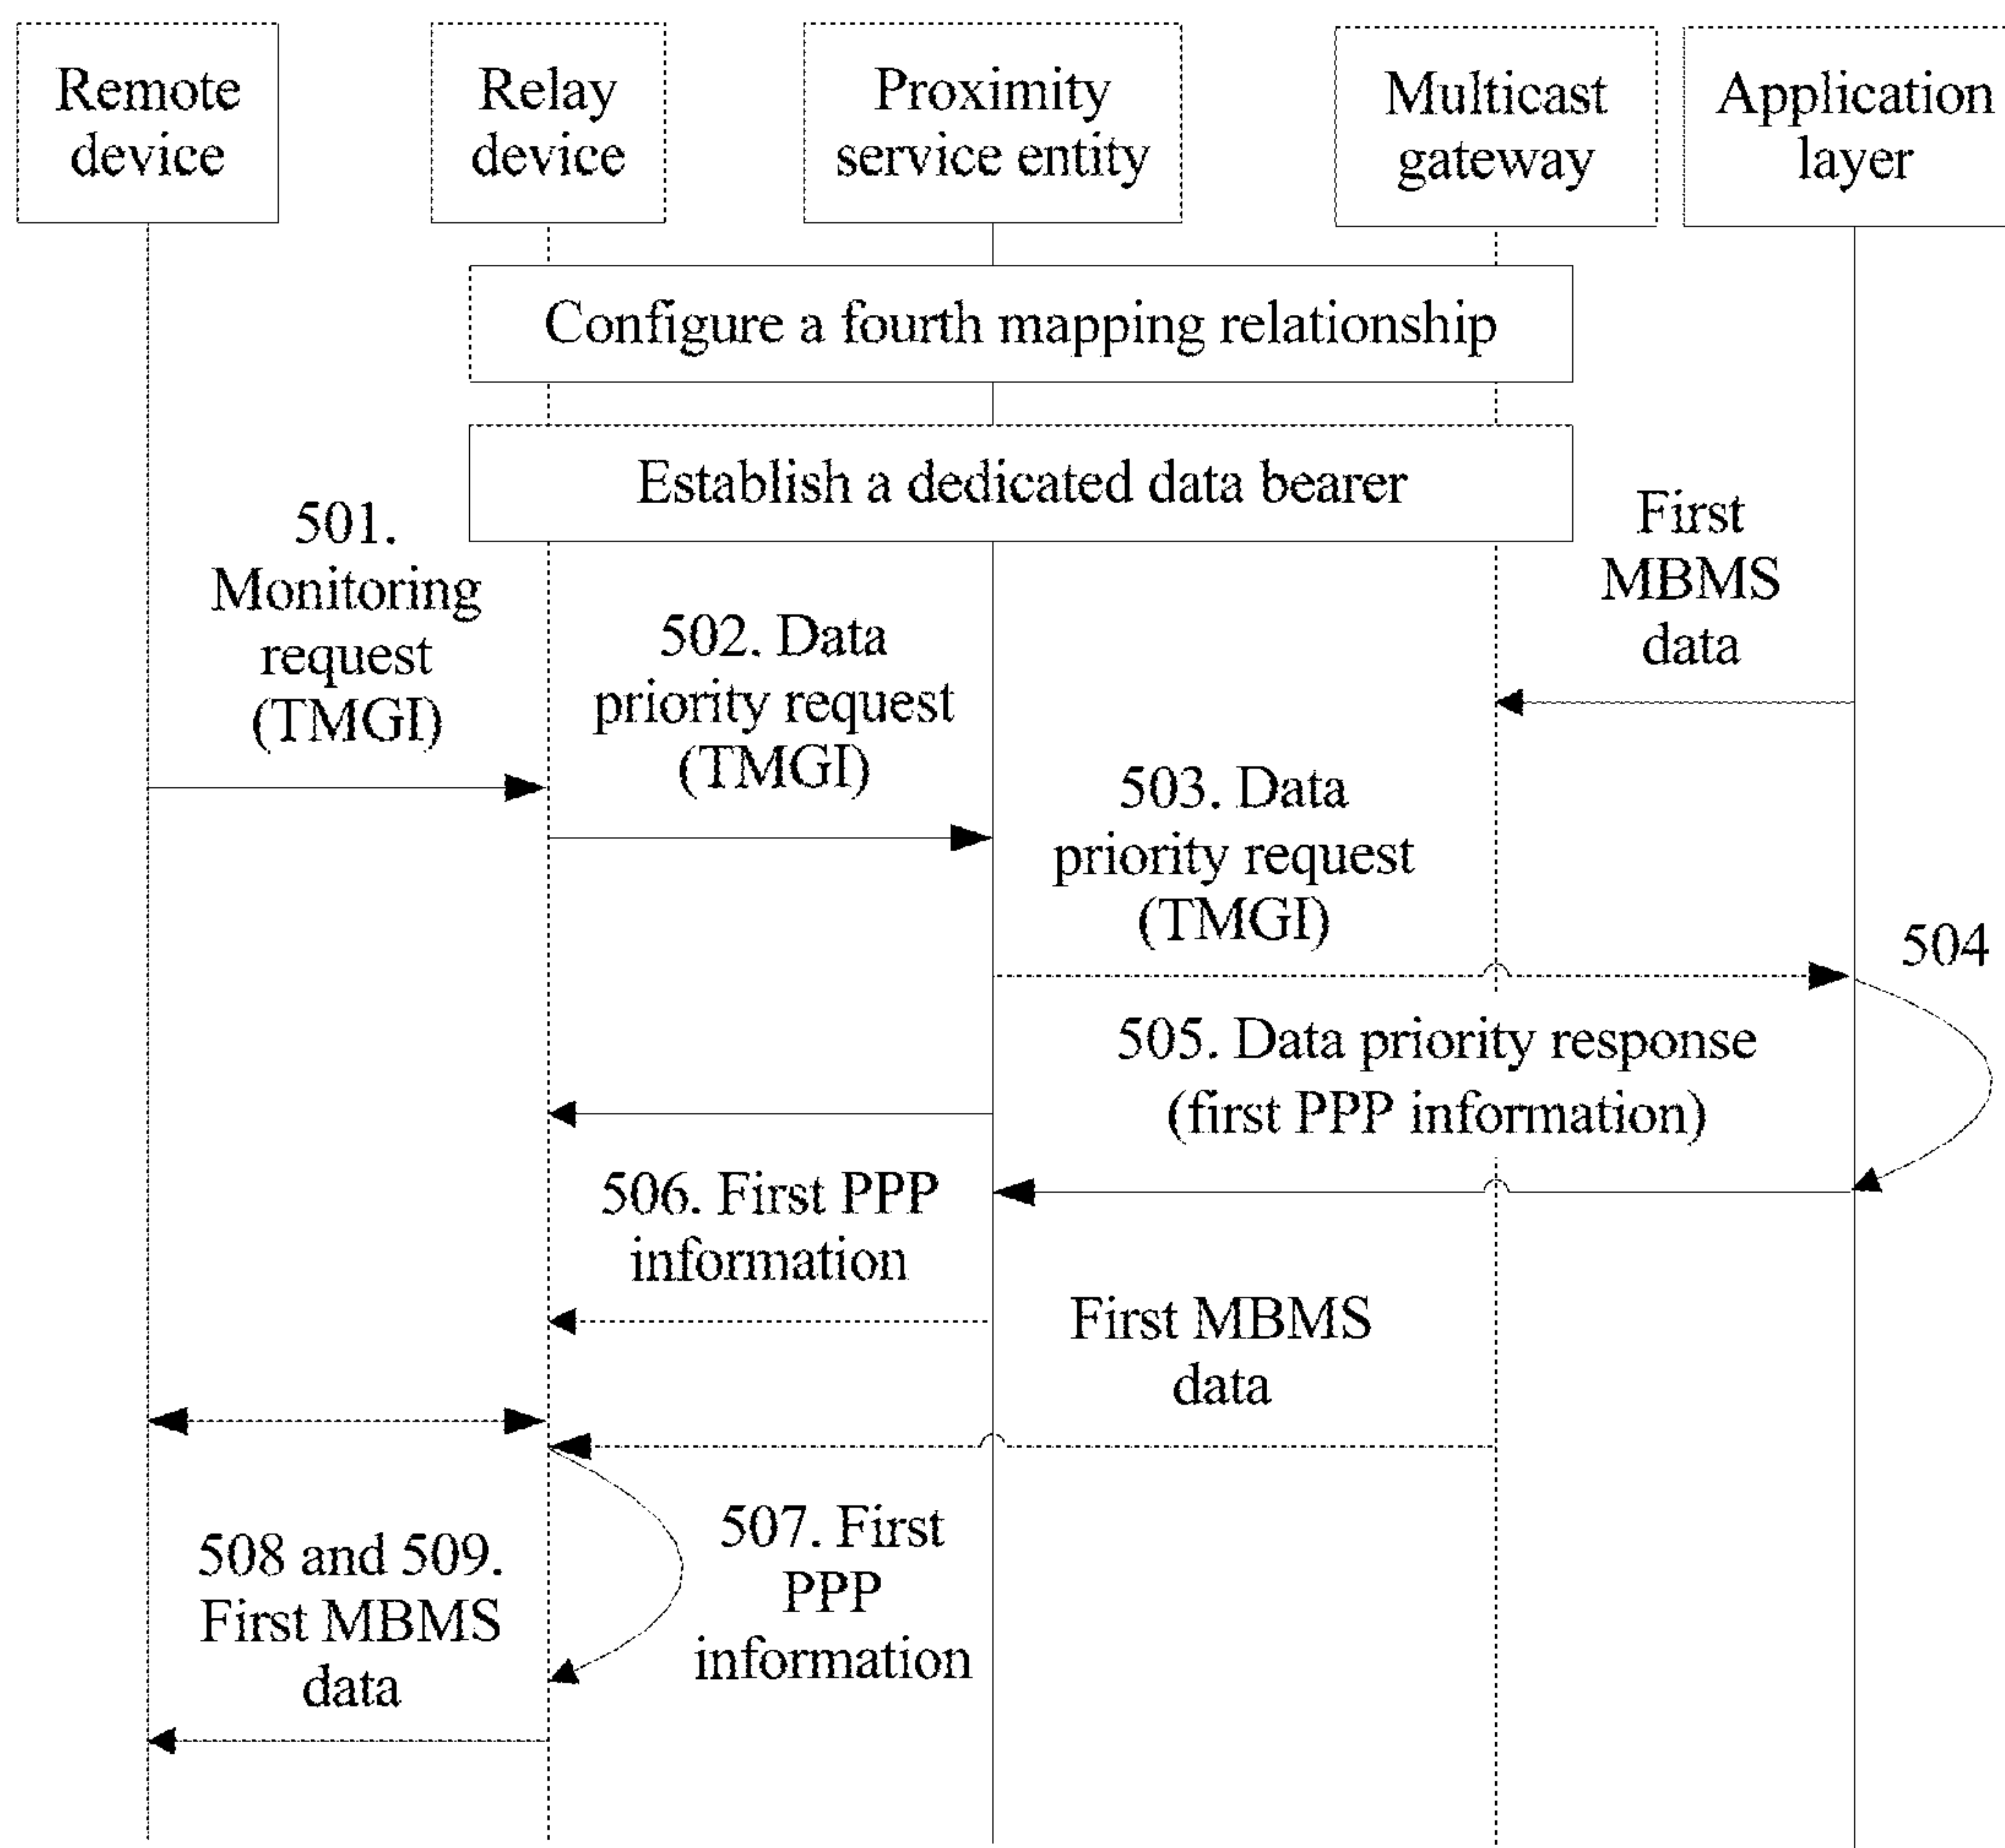 Remote
device
Relay
device
Proximity
service entity
Multicast
gateway
Application
layer
Configure a fourth mapping relationship
Establish a dedicated data bearer
First
MBMS
data
501.
Monitoring
request
(TMGI)
502. Data
priority request
(TMGI)
503. Data
priority request
(TMGI)
504
505. Data priority response
(first PPP information)
506. First PPP
information
First MBMS
data
507. First
PPP
information
508 and 509.
First MBMS
data